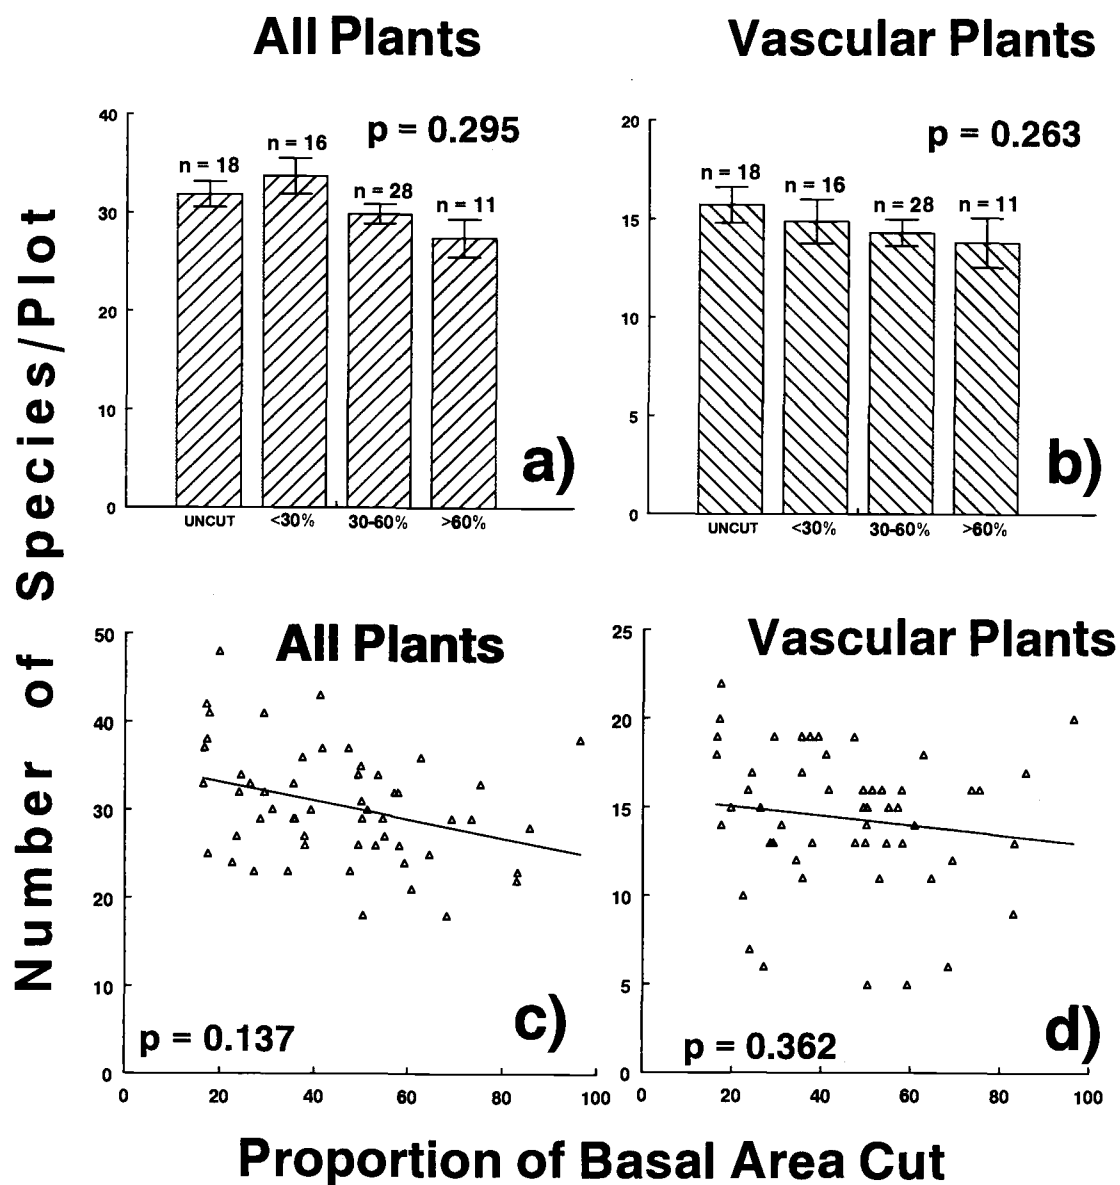 All Plants
Vascular Plants
40
30
20
10
0
p = 0.295
n = 18
n = 16
n = 28
n = 11
UNCUT
<30%
30-60%
>60%
a)
20
15
10
5
0
p = 0.263
n = 18
n = 16
n = 28
n = 11
UNCUT
<30%
30-60%
>60%
b)
Number of Species/Plot
All Plants
50
40
30
20
10
0
p = 0.137
c)
0 20 40 60 80 100
Vascular Plants
25
20
15
10
5
0
p = 0.362
d)
0 20 40 60 80 100
Proportion of Basal Area Cut